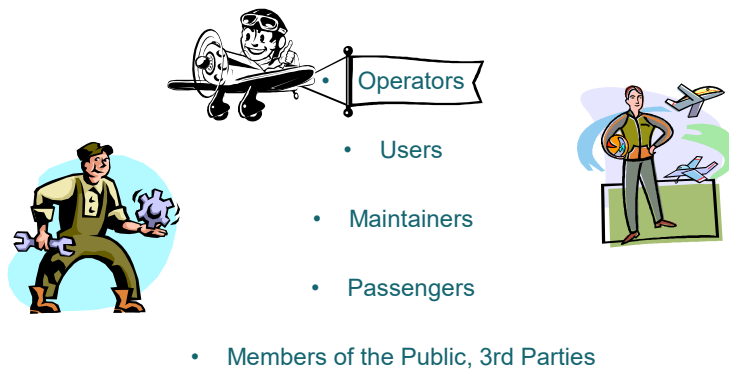 • Operators
• Users
• Maintainers
• Passengers
• Members of the Public, 3rd Parties